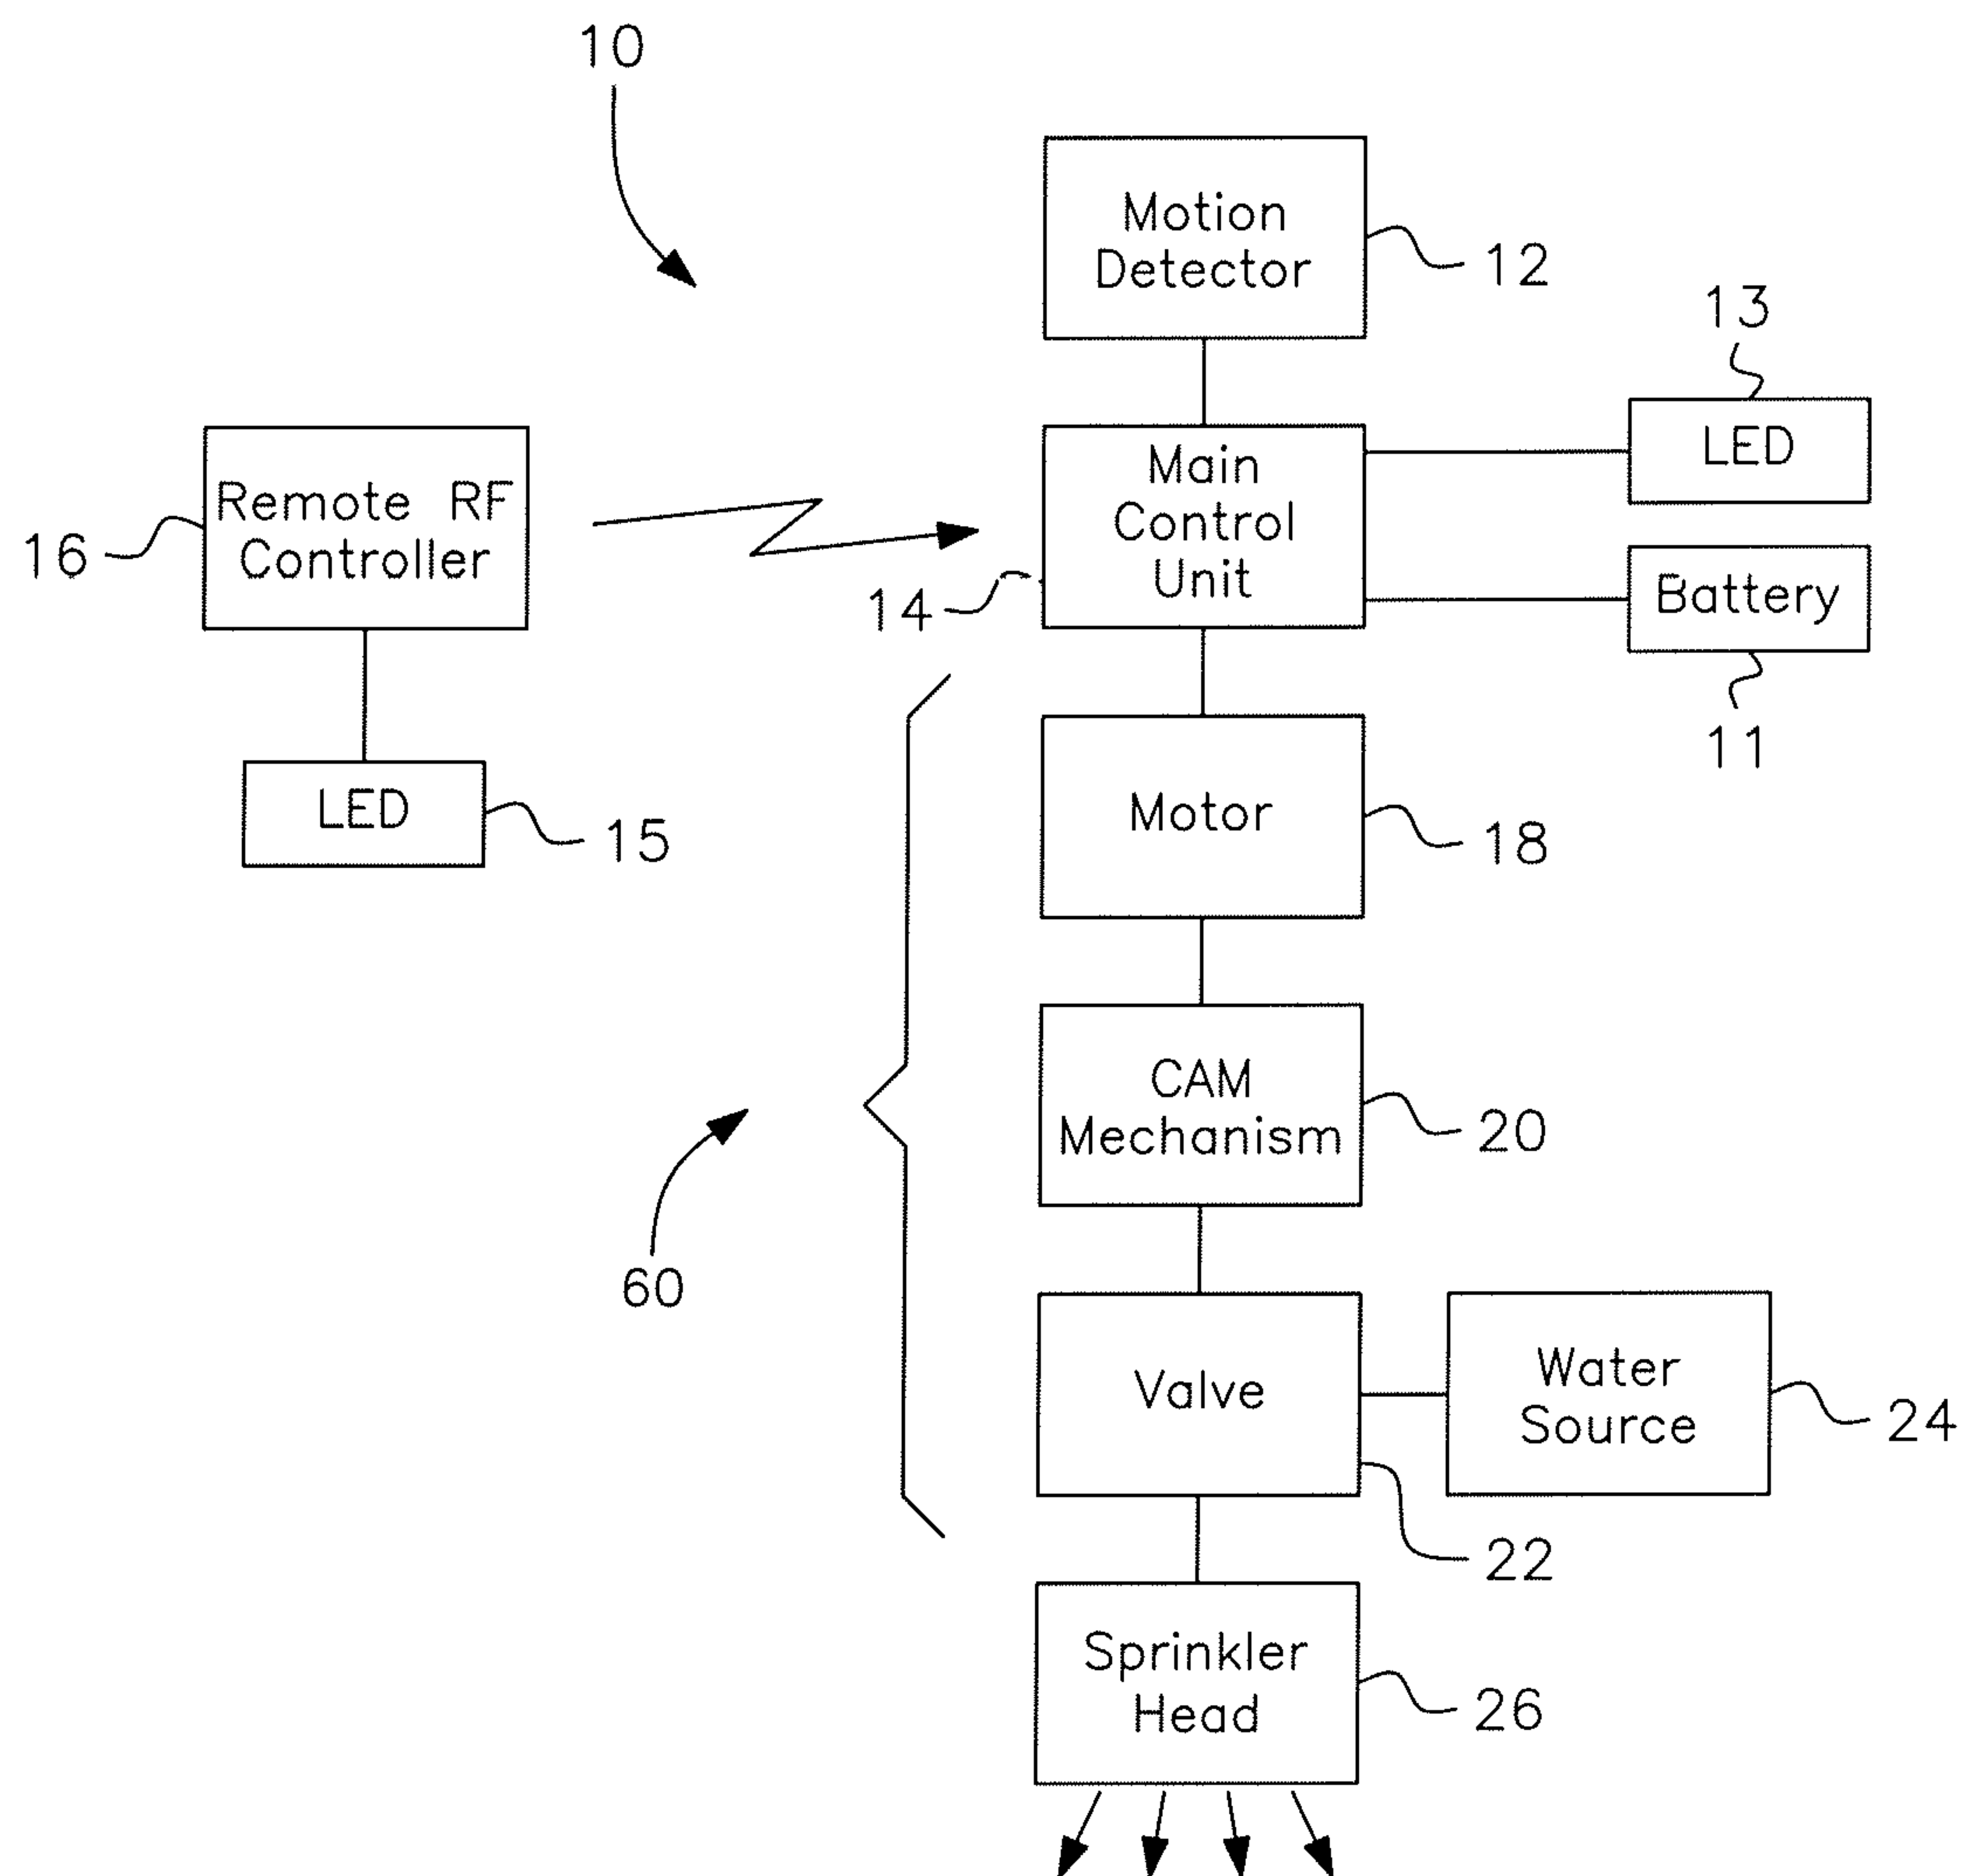 10
Motion
Detector
12
13
LED
Remote RF
Controller
16
Main
Control
Unit
14
Battery
11
LED
15
Motor
18
CAM
Mechanism
20
60
Valve
22
Water
Source
24
Sprinkler
Head
26